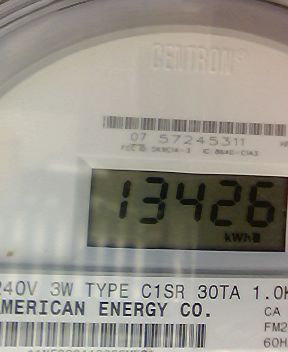 CENTRON®
07 57245311
13426
kWh
240V 3W TYPE C1SR 30TA 1.0K
AMERICAN ENERGY CO.
CA
FM2
60H